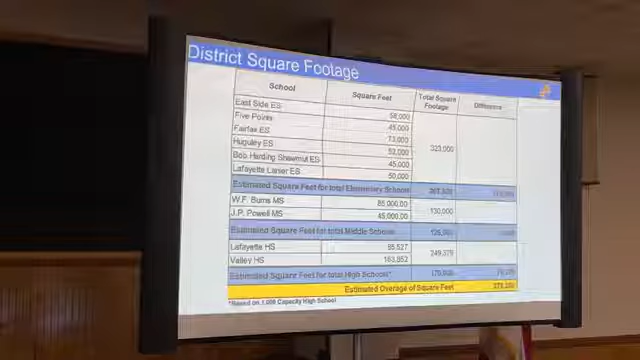 District Square Footage
School Square Feet Total Square Footage Difference
East Side ES 58,000
Five Points 45,000
Fairfax ES 73,000
Huguley ES 52,000 323,000
Bob Harding Shawmut ES 45,000
Lafayette Lanier ES 50,000
Estimated Square Feet for total Elementary Schools
W.F. Burns MS 85,000.00
J.P. Powell MS 45,000.00 130,000
Estimated Square Feet for total Middle Schools
Lafayette HS 85,527
Valley HS 163,852 249,379
Estimated Square Feet for total High Schools* 170,000
Estimated Overage of Square Feet
*Based on 1,000 Capacity High School